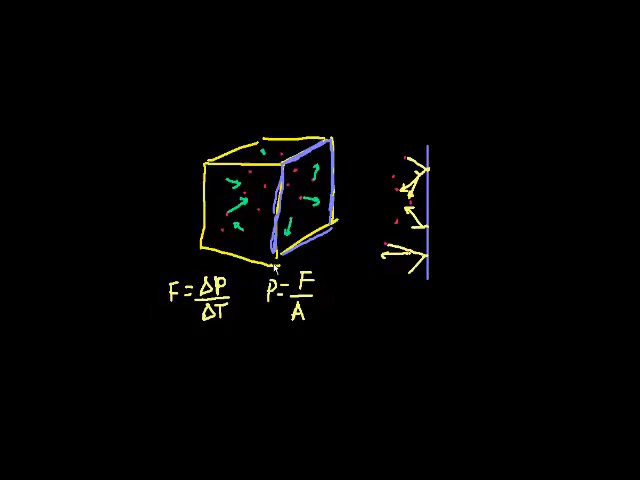 F = ΔP/ΔT
P = F/A